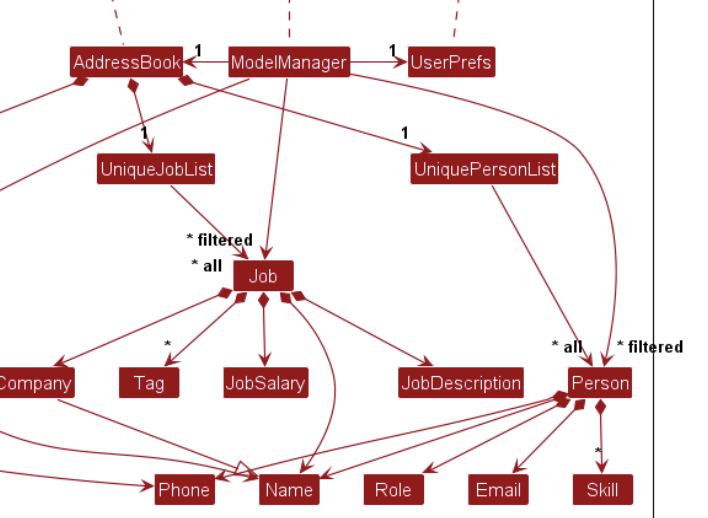 AddressBook
1
ModelManager
1
UserPrefs
1
1
UniqueJobList
UniquePersonList
* filtered
* all
Job
* all
* filtered
*
Company
Tag
JobSalary
JobDescription
Person
*
Phone
Name
Role
Email
Skill